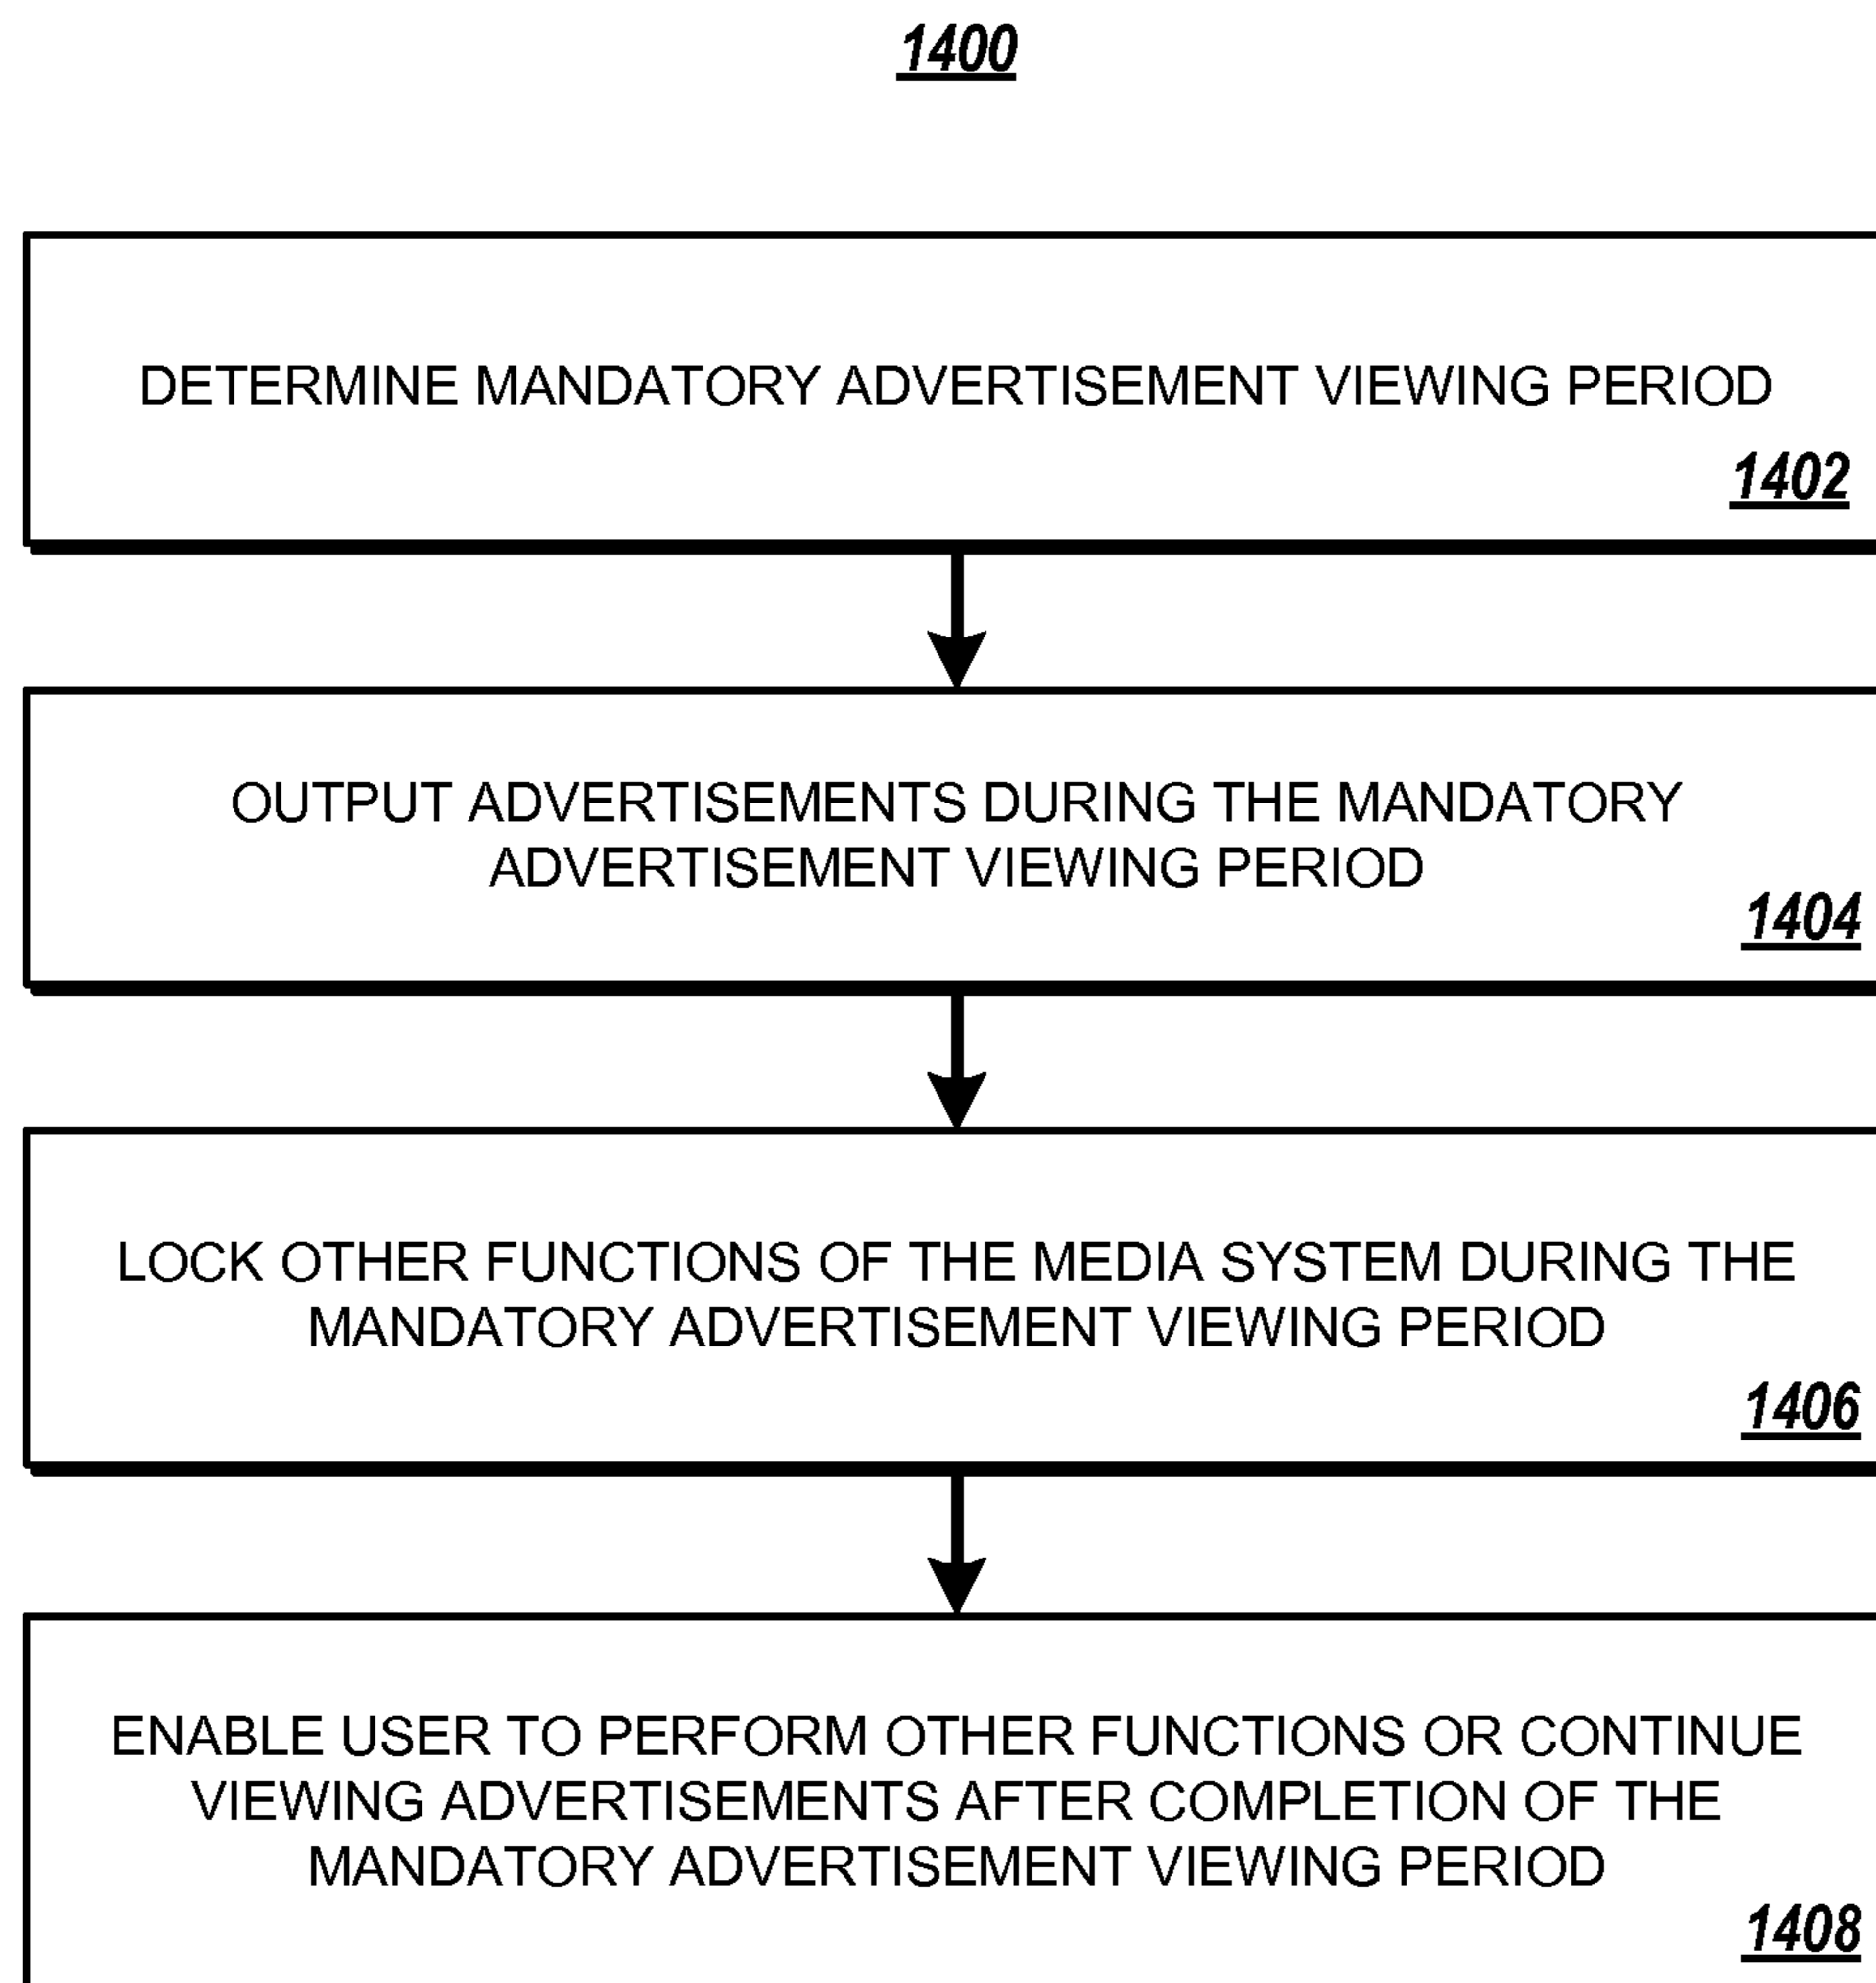 1400
DETERMINE MANDATORY ADVERTISEMENT VIEWING PERIOD
1402
OUTPUT ADVERTISEMENTS DURING THE MANDATORY
ADVERTISEMENT VIEWING PERIOD
1404
LOCK OTHER FUNCTIONS OF THE MEDIA SYSTEM DURING THE
MANDATORY ADVERTISEMENT VIEWING PERIOD
1406
ENABLE USER TO PERFORM OTHER FUNCTIONS OR CONTINUE
VIEWING ADVERTISEMENTS AFTER COMPLETION OF THE
MANDATORY ADVERTISEMENT VIEWING PERIOD
1408